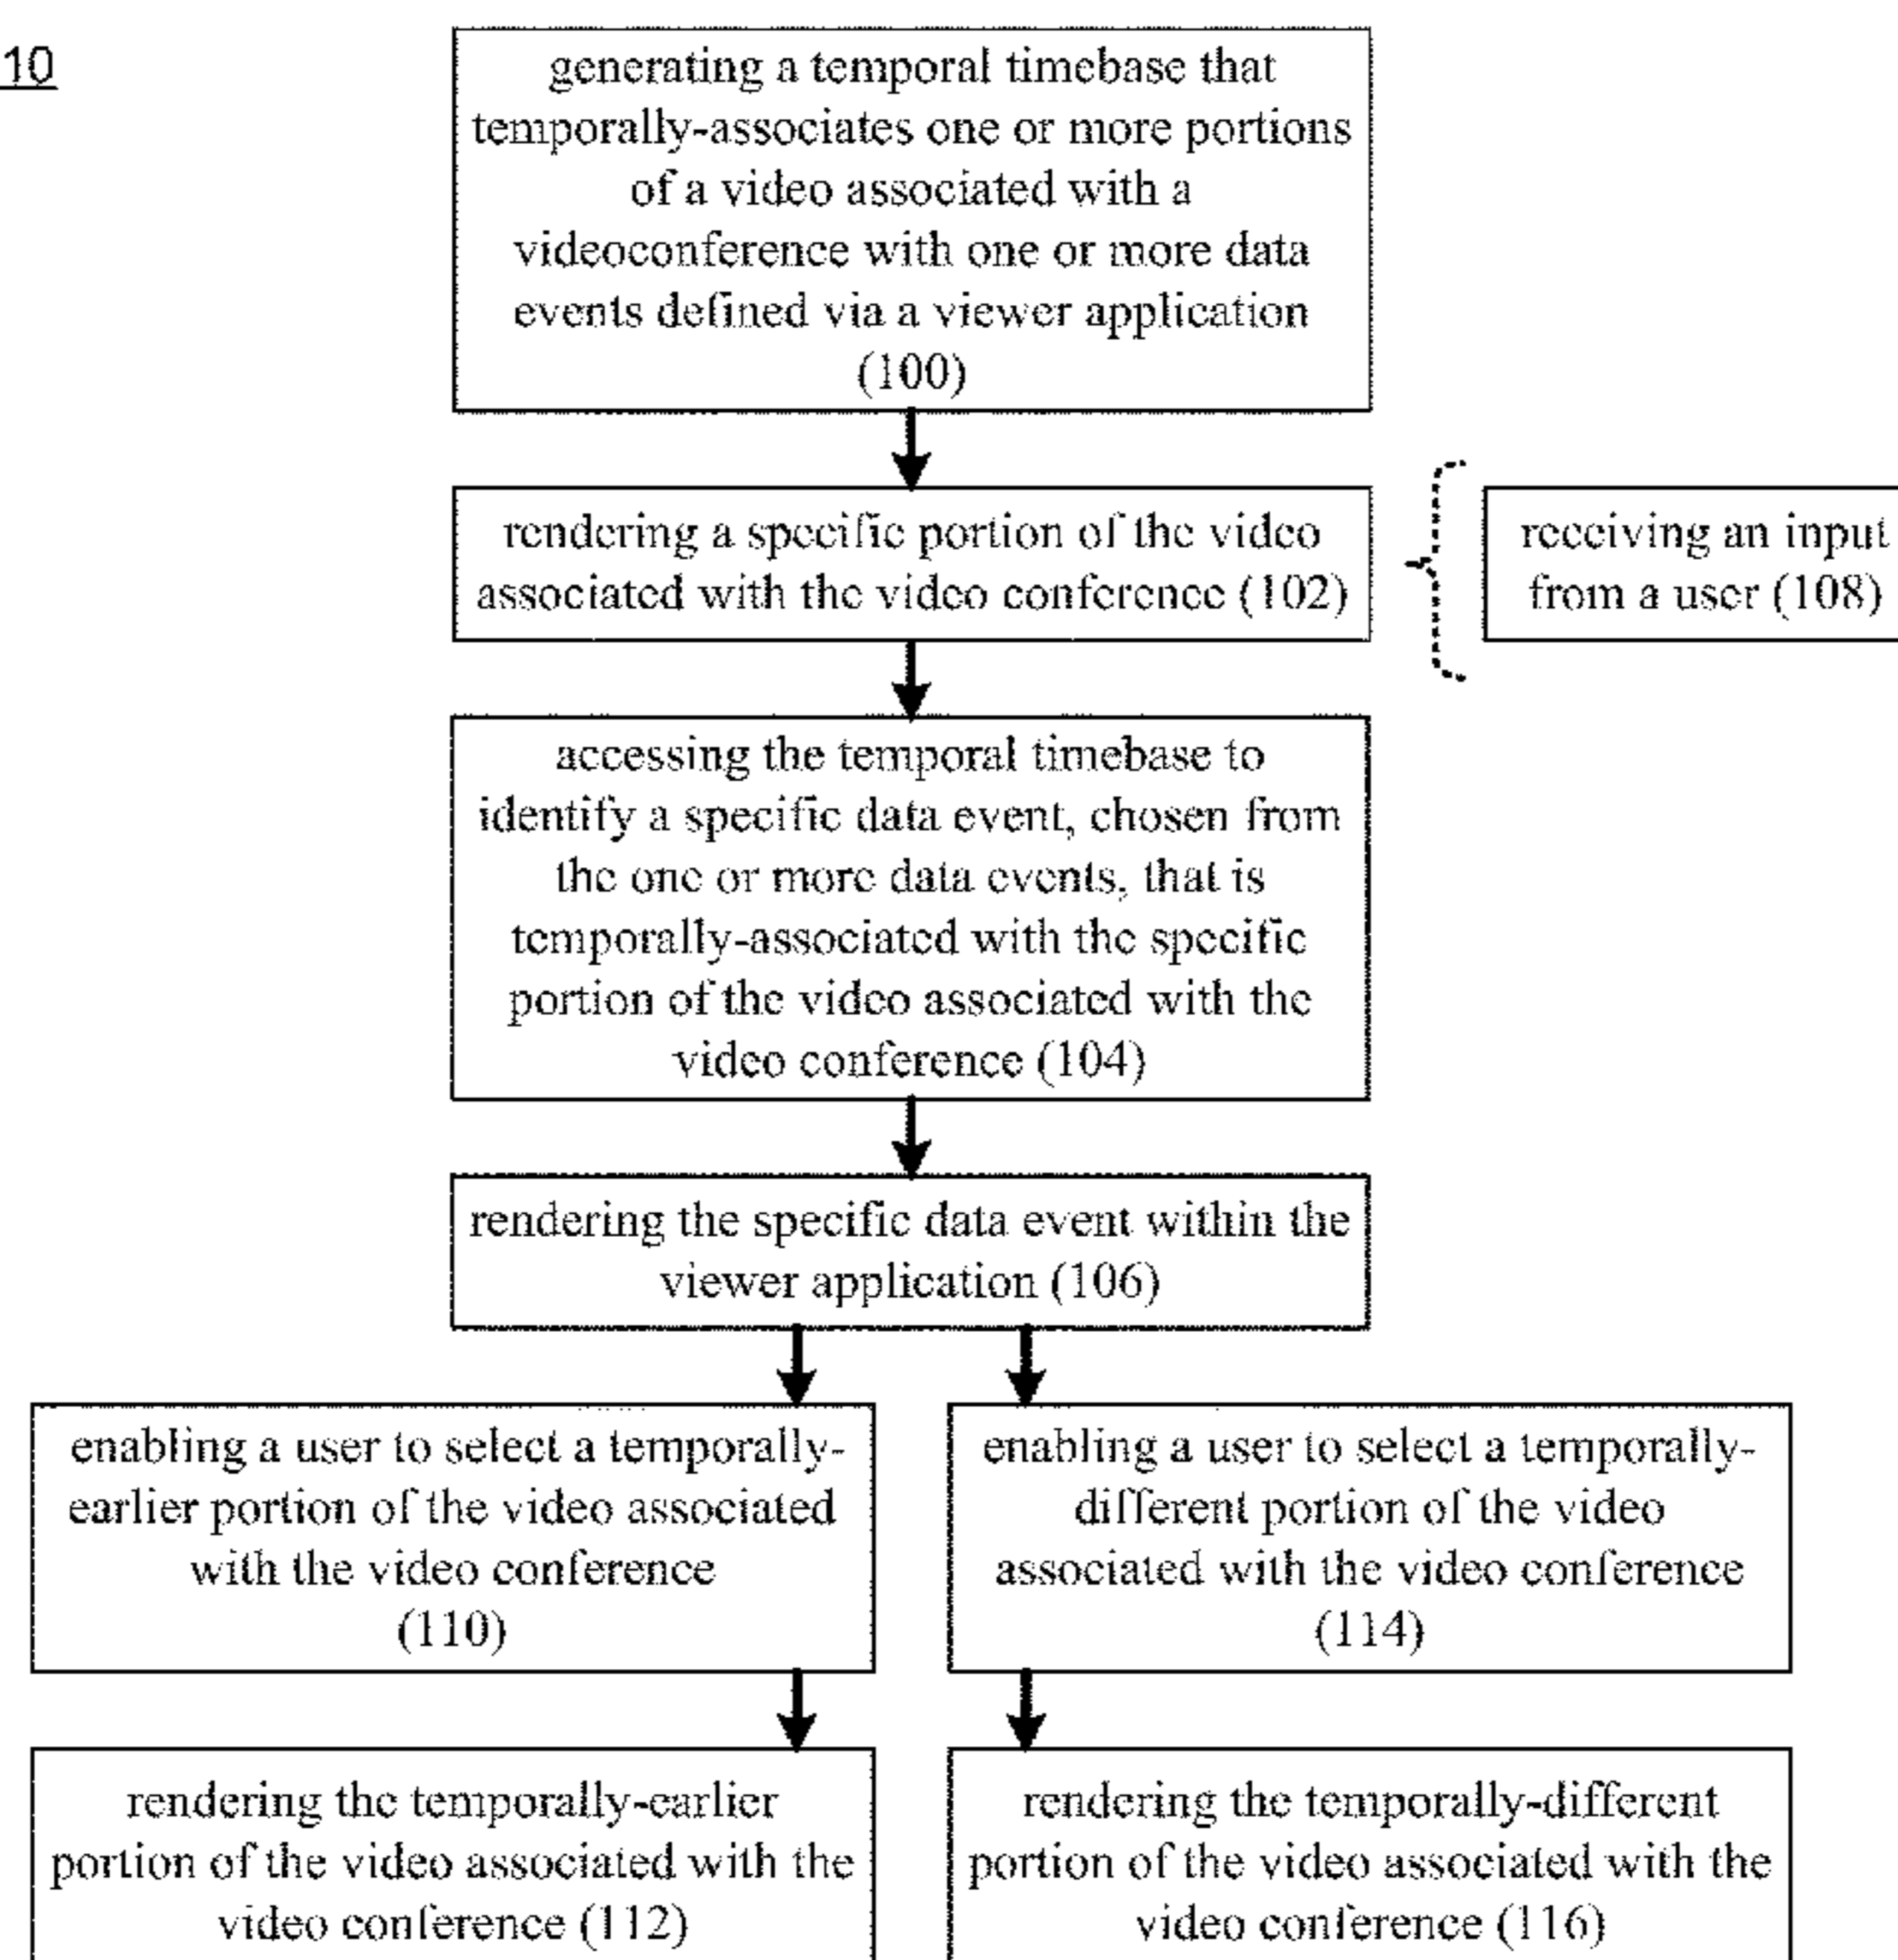 10
generating a temporal timebase that
temporally-associates one or more portions
of a video associated with a
videoconference with one or more data
events defined via a viewer application
(100)
rendering a specific portion of the video
associated with the video conference (102)
receiving an input
from a user (108)
accessing the temporal timebase to
identify a specific data event, chosen from
the one or more data events, that is
temporally-associated with the specific
portion of the video associated with the
video conference (104)
rendering the specific data event within the
viewer application (106)
enabling a user to select a temporally-
earlier portion of the video associated
with the video conference
(110)
enabling a user to select a temporally-
different portion of the video
associated with the video conference
(114)
rendering the temporally-earlier
portion of the video associated with the
video conference (112)
rendering the temporally-different
portion of the video associated with the
video conference (116)